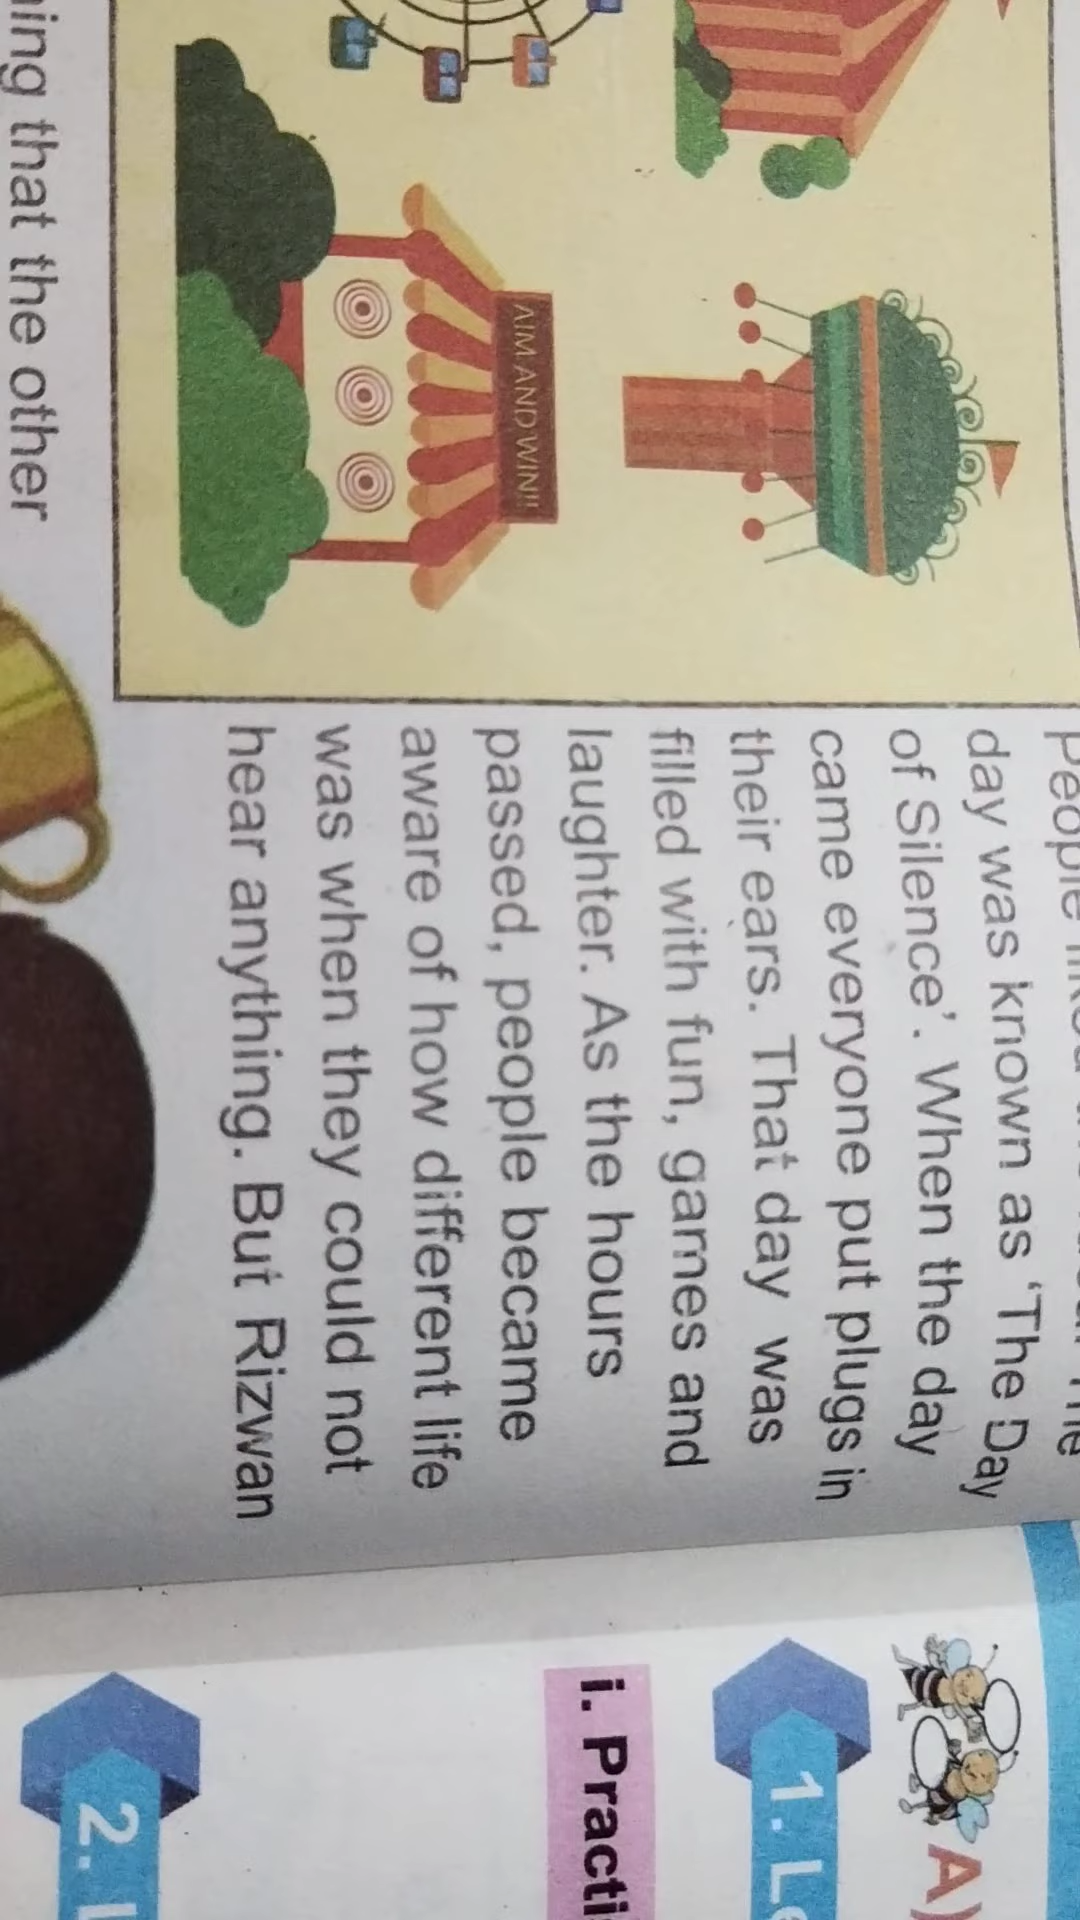 AIM AND WIN!!
day was known as ‘The Day
of Silence’. When the day
came everyone put plugs in
their ears. That day was
filled with fun, games and
laughter. As the hours
passed, people became
aware of how different life
was when they could not
hear anything. But Rizwan
that the other
A)
1.
i.
2.